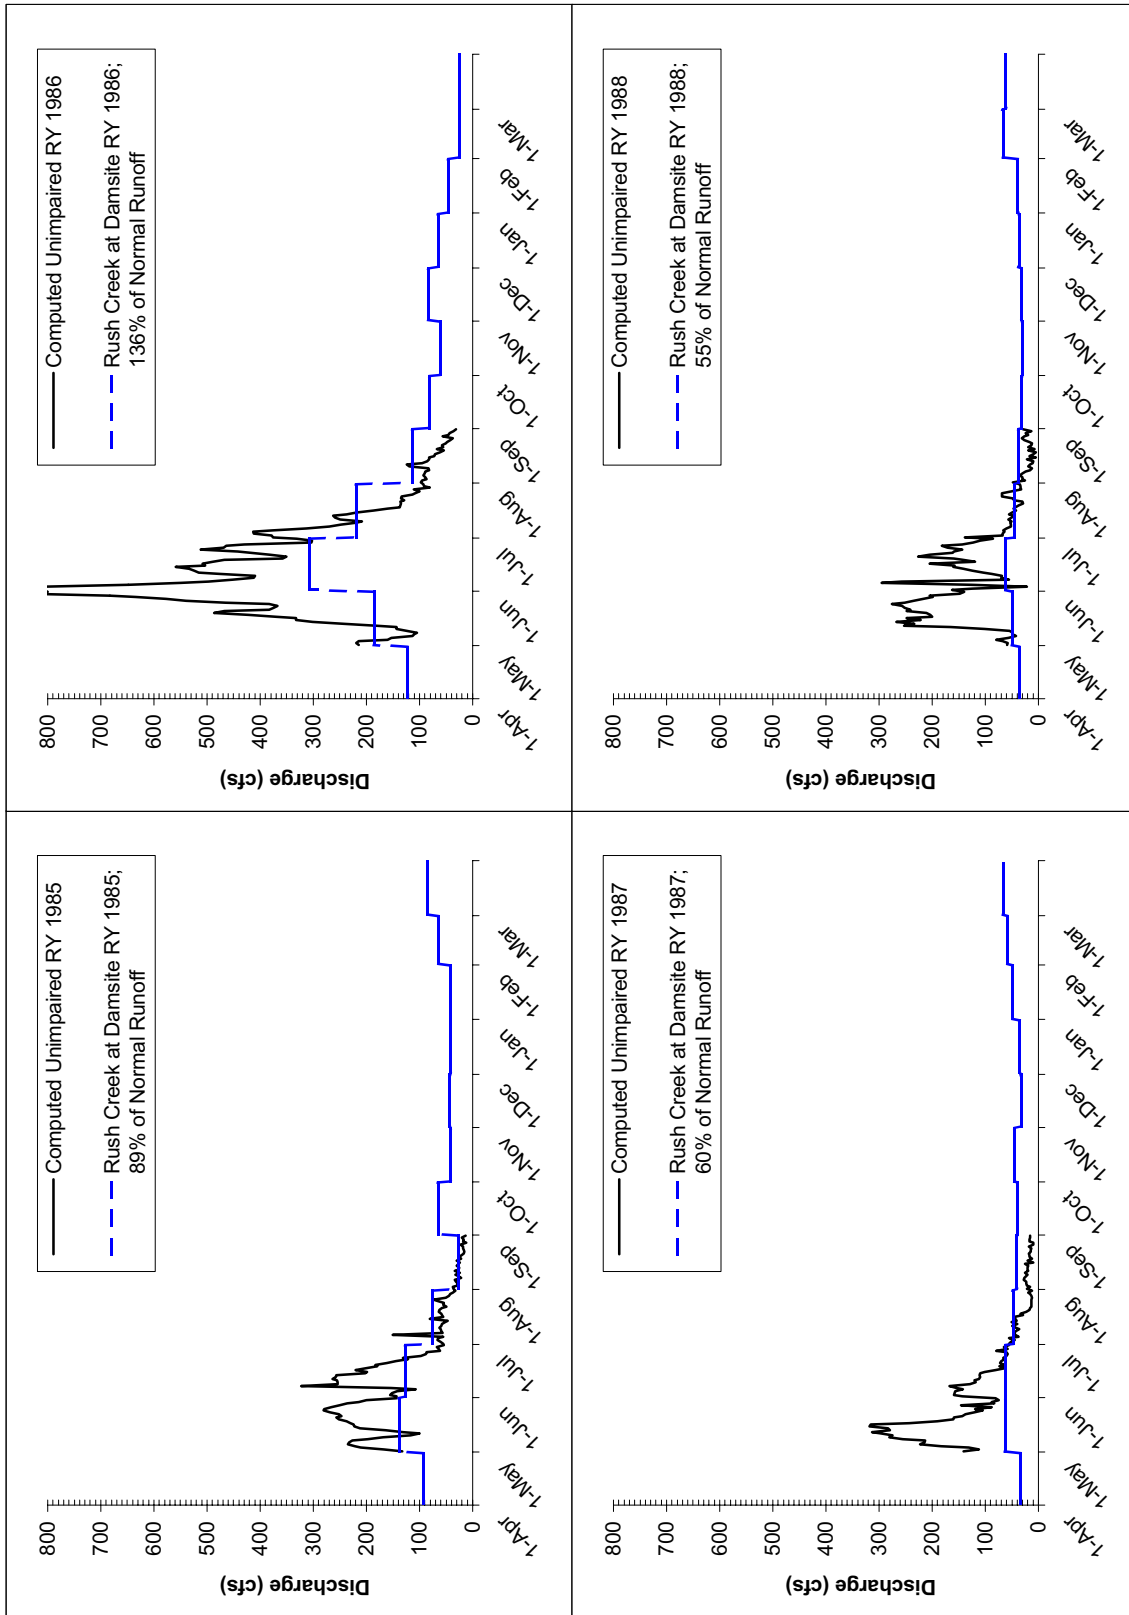 Computed Unimpaired RY 1985
Rush Creek at Damsite RY 1985;
89% of Normal Runoff
Discharge (cfs)
800
700
600
500
400
300
200
100
0
1-Apr
1-May
1-Jun
1-Jul
1-Aug
1-Sep
1-Oct
1-Nov
1-Dec
1-Jan
1-Feb
1-Mar
Computed Unimpaired RY 1986
Rush Creek at Damsite RY 1986;
136% of Normal Runoff
Discharge (cfs)
800
700
600
500
400
300
200
100
0
1-Apr
1-May
1-Jun
1-Jul
1-Aug
1-Sep
1-Oct
1-Nov
1-Dec
1-Jan
1-Feb
1-Mar
Computed Unimpaired RY 1987
Rush Creek at Damsite RY 1987;
60% of Normal Runoff
Discharge (cfs)
800
700
600
500
400
300
200
100
0
1-Apr
1-May
1-Jun
1-Jul
1-Aug
1-Sep
1-Oct
1-Nov
1-Dec
1-Jan
1-Feb
1-Mar
Computed Unimpaired RY 1988
Rush Creek at Damsite RY 1988;
55% of Normal Runoff
Discharge (cfs)
800
700
600
500
400
300
200
100
0
1-Apr
1-May
1-Jun
1-Jul
1-Aug
1-Sep
1-Oct
1-Nov
1-Dec
1-Jan
1-Feb
1-Mar